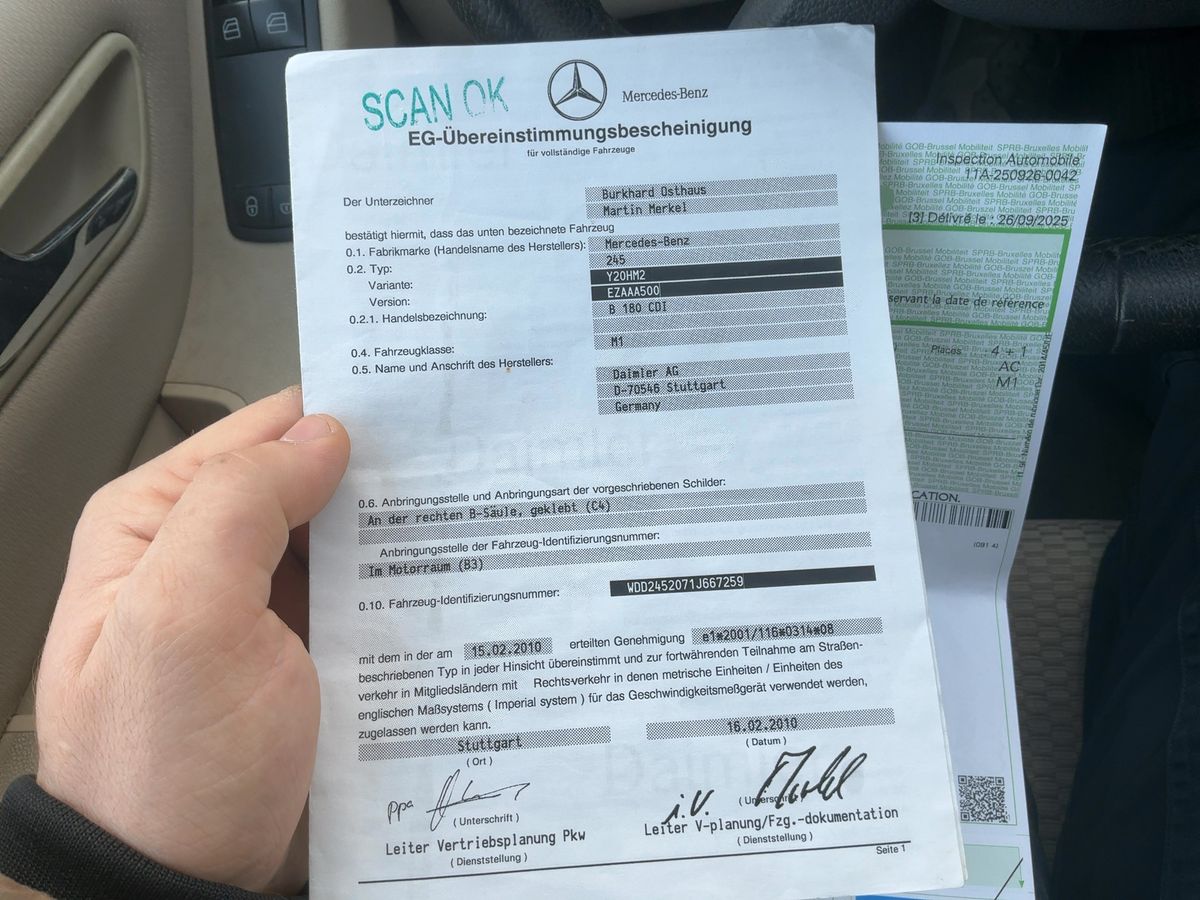 SCAN OK
Mercedes-Benz
EG-Übereinstimmungsbescheinigung
für vollständige Fahrzeuge
Der Unterzeichner
Burkhard Osthaus
Martin Merkel
bestätigt hiermit, dass das unten bezeichnete Fahrzeug
0.1. Fabrikmarke (Handelsname des Herstellers): Mercedes-Benz
0.2. Typ: 245
Variante: Y20HM2
Version: EZAAA500
0.2.1. Handelsbezeichnung: B 180 CDI
0.4. Fahrzeugklasse: M1
0.5. Name und Anschrift des Herstellers: Daimler AG
D-70546 Stuttgart
Germany
0.6. Anbringungsstelle und Anbringungsart der vorgeschriebenen Schilder:
An der rechten B-Säule, geklebt (C4)
Anbringungsstelle der Fahrzeug-Identifizierungsnummer:
Im Motorraum (B3)
0.10. Fahrzeug-Identifizierungsnummer: WDD2452071J667259
mit dem in der am 15.02.2010 erteilten Genehmigung e1*2001/116*0314*08
beschriebenen Typ in jeder Hinsicht übereinstimmt und zur fortwährenden Teilnahme am Straßen-
verkehr in Mitgliedsländern mit Rechtsverkehr in denen metrische Einheiten / Einheiten des
englischen Maßsystems ( Imperial system ) für das Geschwindigkeitsmeßgerät verwendet werden,
zugelassen werden kann.
Stuttgart
16.02.2010
( Ort )
( Datum )
ppa
i.V.
( Unterschrift )
Leiter Vertriebsplanung Pkw
Leiter V-planung/Fzg.-dokumentation
( Dienststellung )
( Dienststellung )
Seite 1
Inspection Automobile
11A-250926-0042
[3] Délivré le : 26/09/2025
servant la date de référence
Places 4 + 1
AC
M1
(091 4)